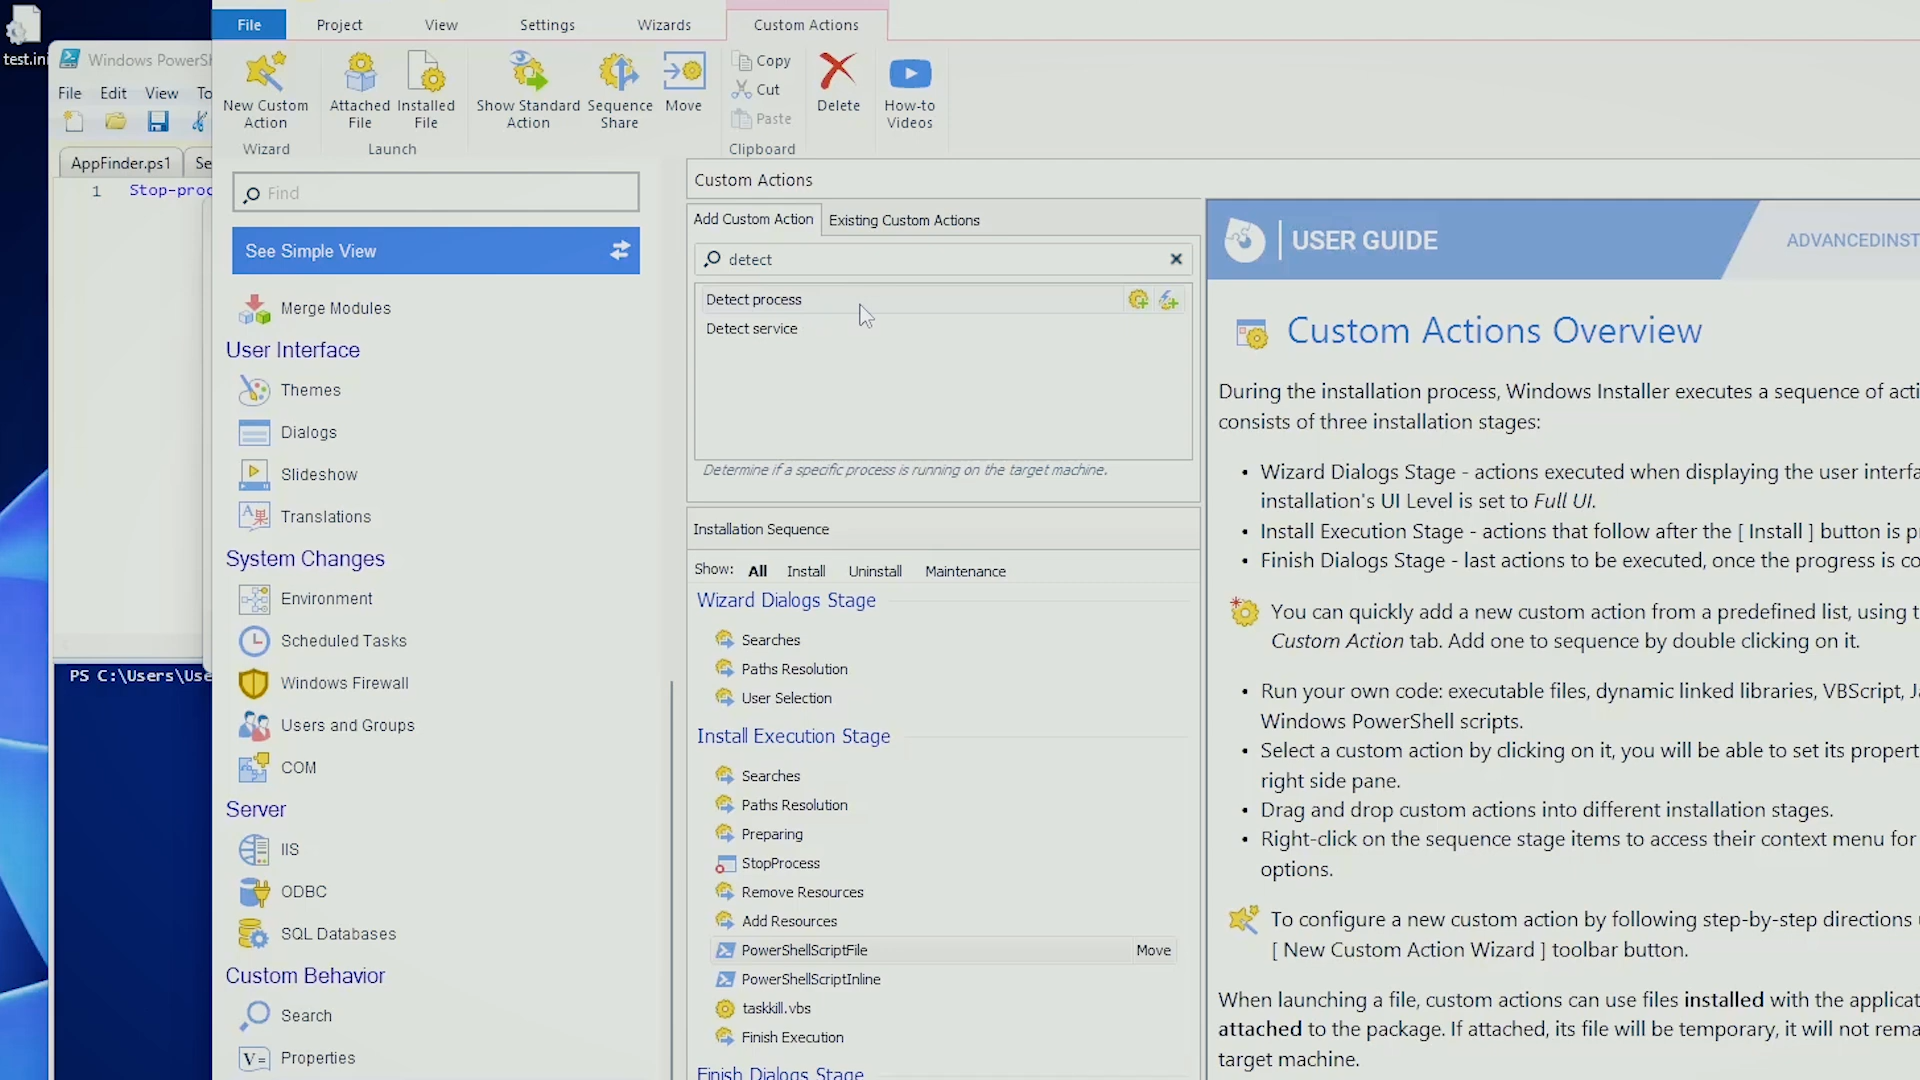 test.ini
Windows PowerSh
File Edit View To
AppFinder.ps1 Se
1 Stop-proc
PS C:\Users\Use
File Project View Settings Wizards Custom Actions
New Custom Action
Attached File
Installed File
Show Standard Action
Sequence Share
Move
Copy
Cut
Paste
Delete
How-to Videos
Wizard
Launch
Clipboard
Find
See Simple View
Merge Modules
User Interface
Themes
Dialogs
Slideshow
Translations
System Changes
Environment
Scheduled Tasks
Windows Firewall
Users and Groups
COM
Server
IIS
ODBC
SQL Databases
Custom Behavior
Search
Properties
Custom Actions
Add Custom Action Existing Custom Actions
detect
Detect process
Detect service
Determine if a specific process is running on the target machine.
Installation Sequence
Show: All Install Uninstall Maintenance
Wizard Dialogs Stage
Searches
Paths Resolution
User Selection
Install Execution Stage
Searches
Paths Resolution
Preparing
StopProcess
Remove Resources
Add Resources
PowerShellScriptFile Move
PowerShellScriptInline
taskkill.vbs
Finish Execution
Finish Dialogs Stage
USER GUIDE
ADVANCEDINST
Custom Actions Overview
During the installation process, Windows Installer executes a sequence of acti
consists of three installation stages:
• Wizard Dialogs Stage - actions executed when displaying the user interfa
installation's UI Level is set to Full UI.
• Install Execution Stage - actions that follow after the [ Install ] button is p
• Finish Dialogs Stage - last actions to be executed, once the progress is co
You can quickly add a new custom action from a predefined list, using t
Custom Action tab. Add one to sequence by double clicking on it.
• Run your own code: executable files, dynamic linked libraries, VBScript, J
Windows PowerShell scripts.
• Select a custom action by clicking on it, you will be able to set its propert
right side pane.
• Drag and drop custom actions into different installation stages.
• Right-click on the sequence stage items to access their context menu for
options.
To configure a new custom action by following step-by-step directions
[ New Custom Action Wizard ] toolbar button.
When launching a file, custom actions can use files installed with the applicat
attached to the package. If attached, its file will be temporary, it will not rema
target machine.